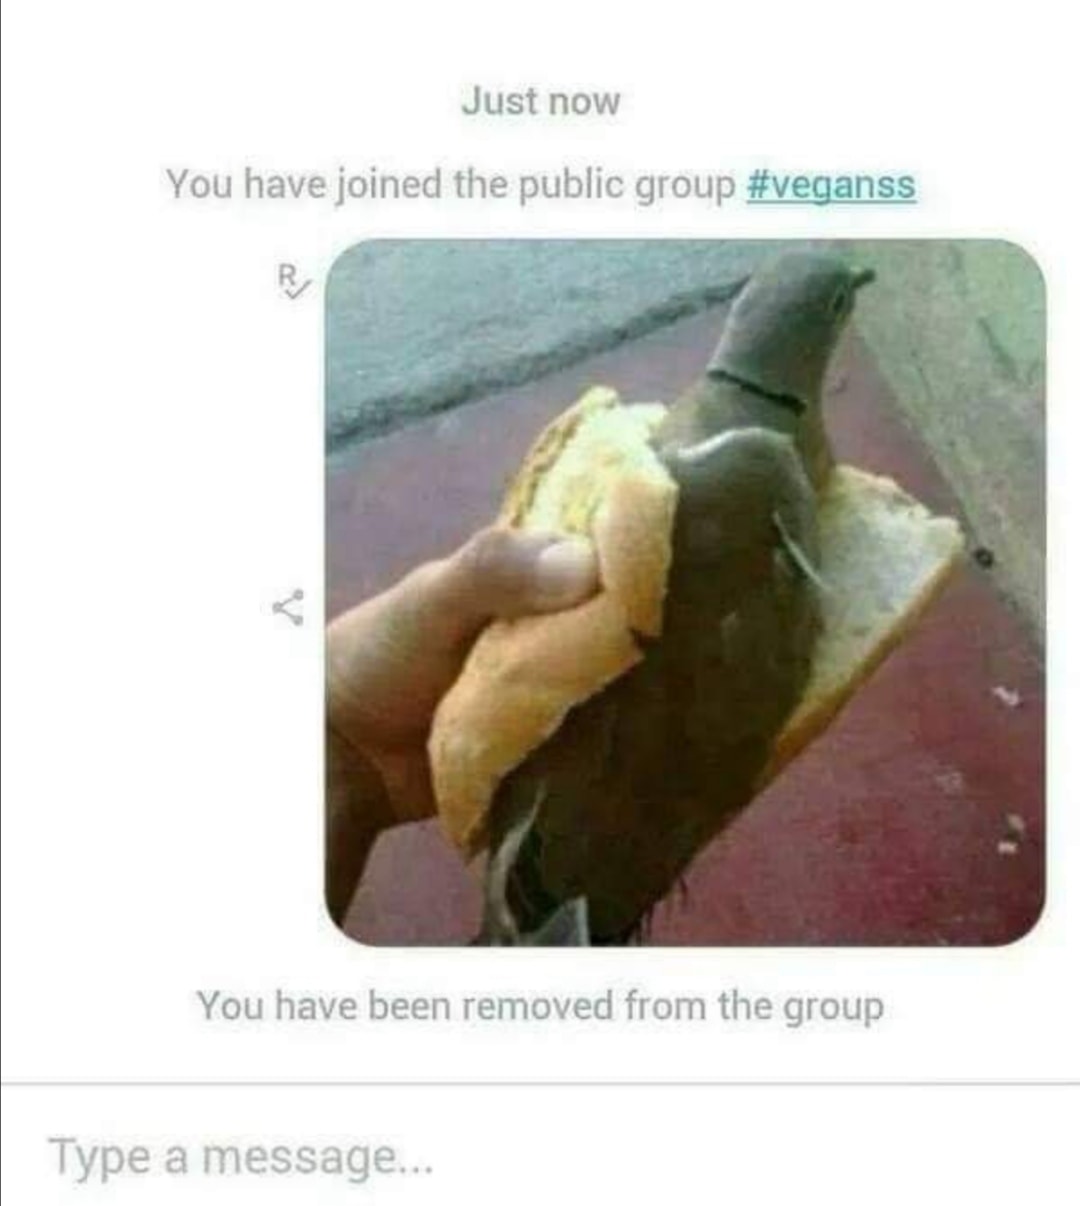 Just now
You have joined the public group #veganss
R
You have been removed from the group
Type a message...